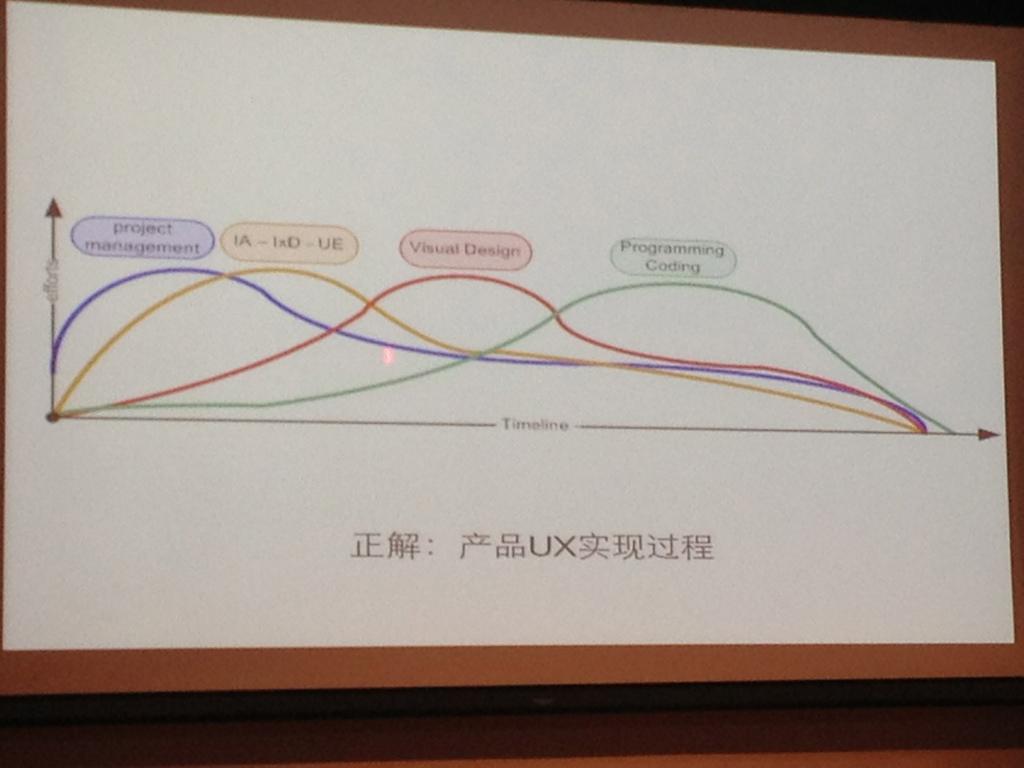 project
management
IA - IxD - UE
Visual Design
Programming
Coding
efforts
Timeline
正解：产品UX实现过程